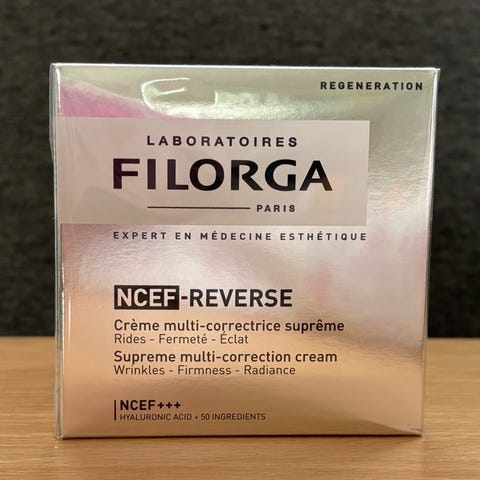 REGENERATION
LABORATOIRES
FILORGA
PARIS
EXPERT EN MÉDECINE ESTHÉTIQUE
NCEF-REVERSE
Crème multi-correctrice suprême
Rides - Fermeté - Éclat
Supreme multi-correction cream
Wrinkles - Firmness - Radiance
NCEF+++
HYALURONIC ACID + 50 INGREDIENTS